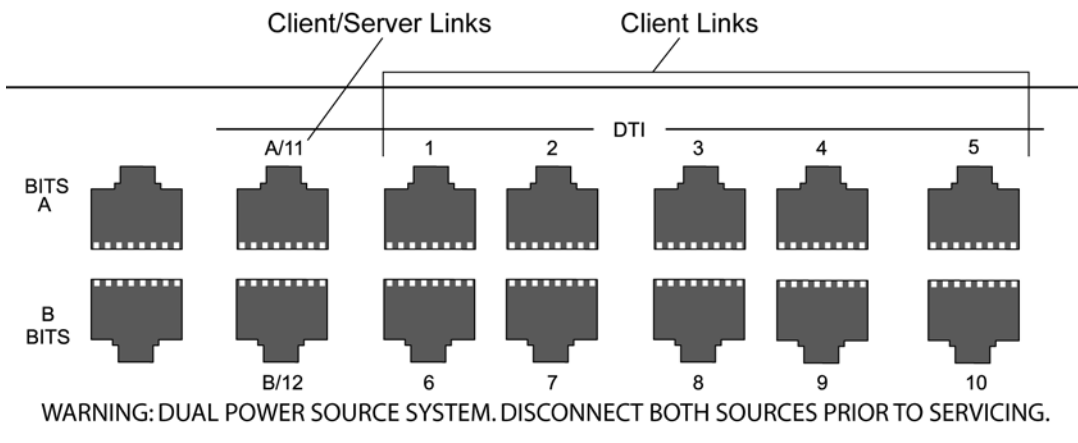 Client/Server Links Client Links
DTI
A/11 1 2 3 4 5
BITS
A
B
BITS
B/12 6 7 8 9 10
WARNING: DUAL POWER SOURCE SYSTEM. DISCONNECT BOTH SOURCES PRIOR TO SERVICING.